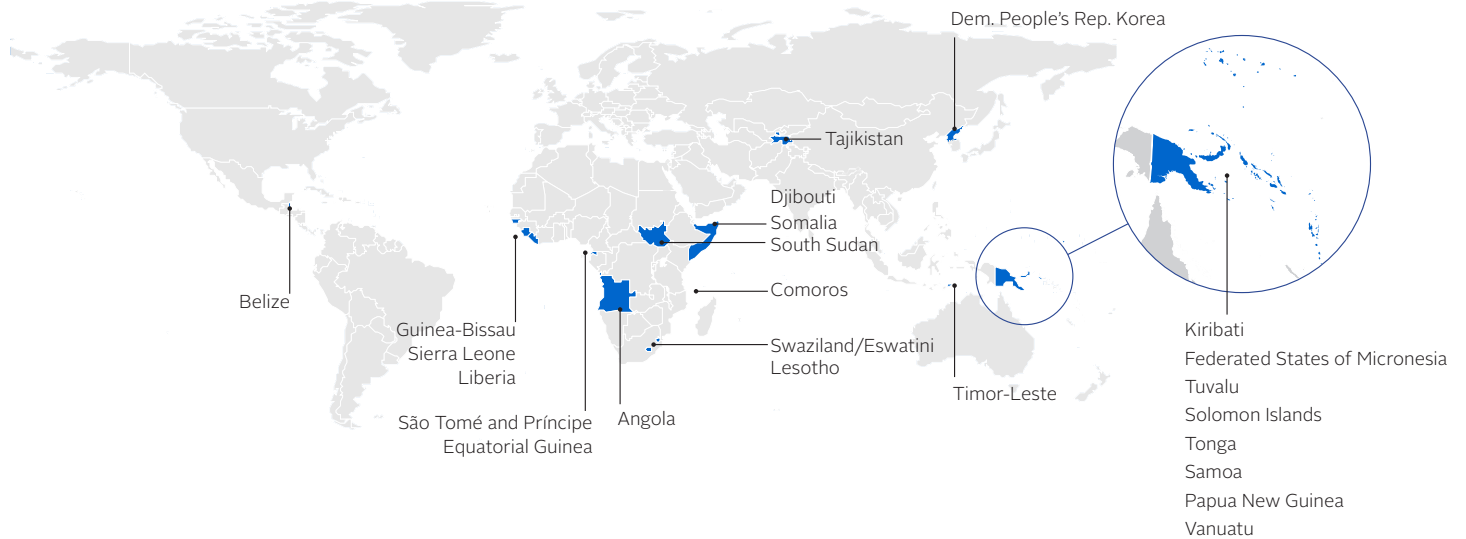 Dem. People’s Rep. Korea
Tajikistan
Djibouti
Somalia
South Sudan
Belize
Comoros
Guinea-Bissau
Sierra Leone
Liberia
Swaziland/Eswatini
Lesotho
Timor-Leste
São Tomé and Príncipe
Equatorial Guinea
Angola
Kiribati
Federated States of Micronesia
Tuvalu
Solomon Islands
Tonga
Samoa
Papua New Guinea
Vanuatu